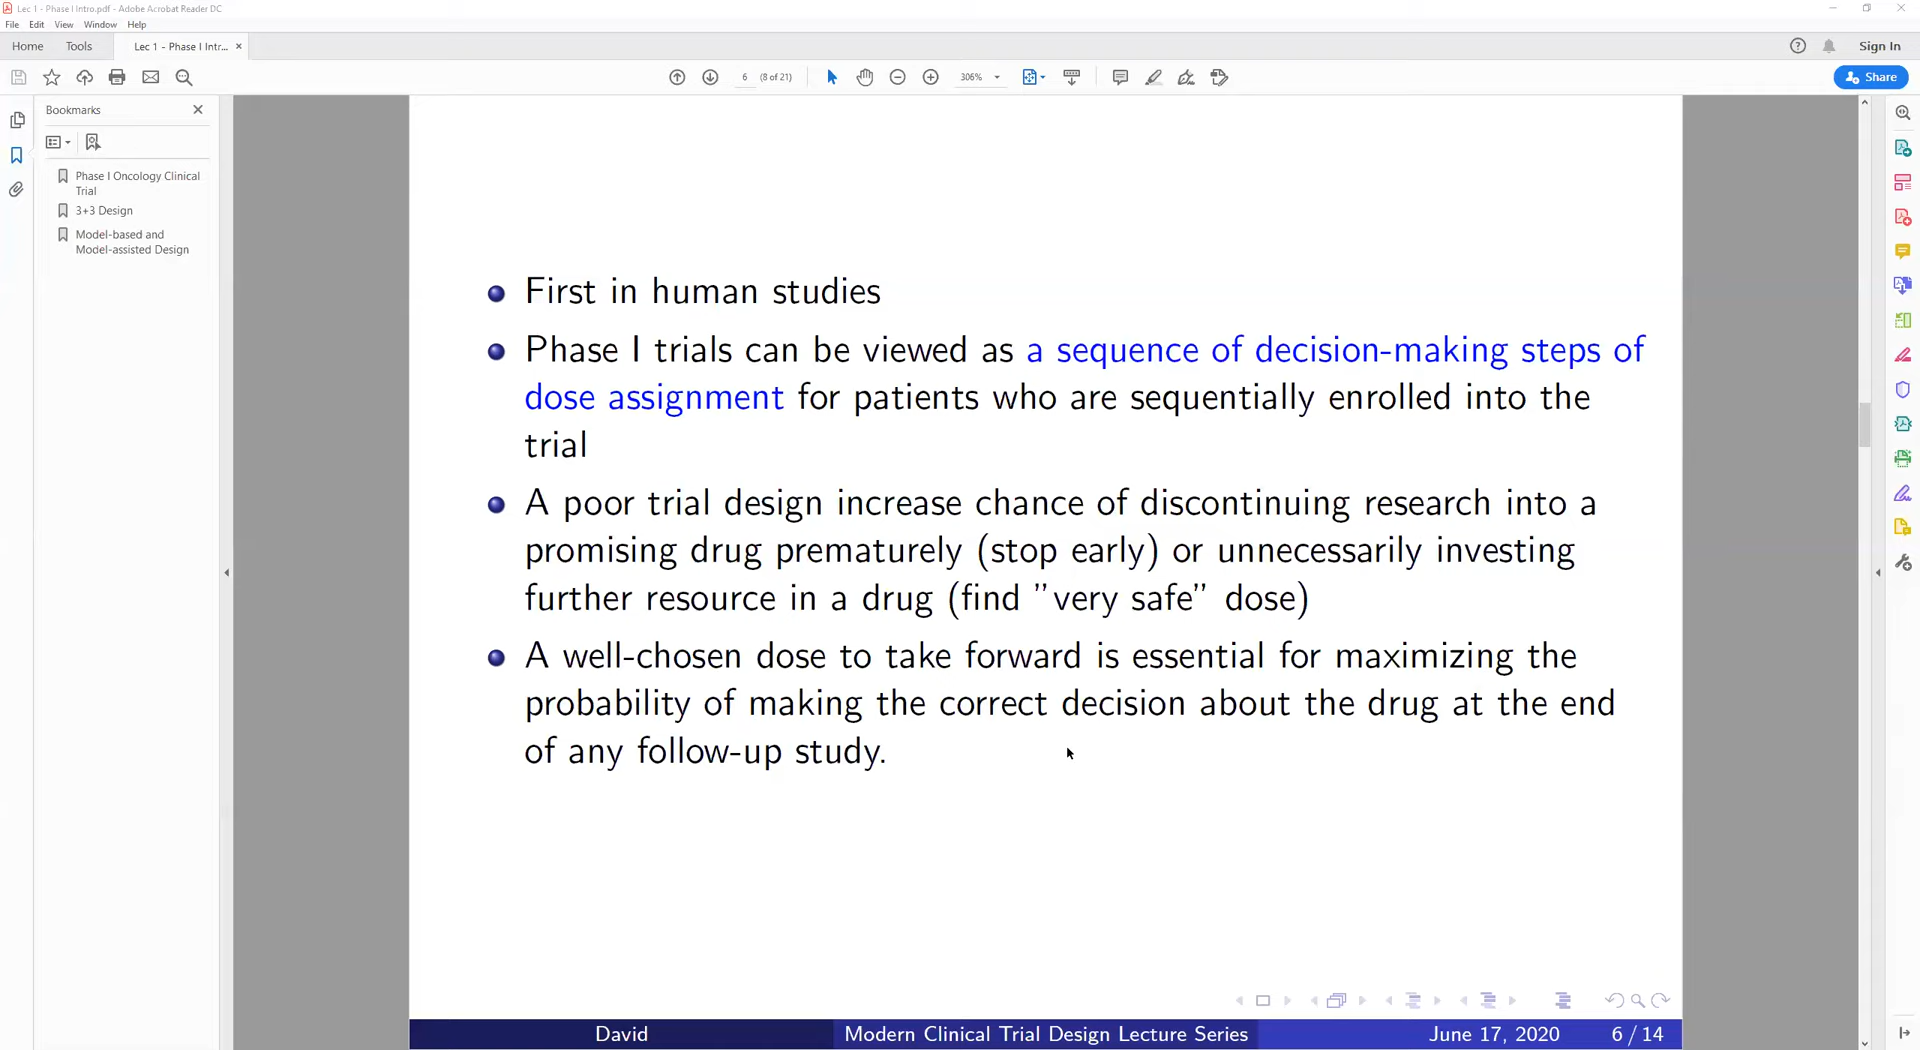 Lec 1 - Phase I Intro.pdf - Adobe Acrobat Reader DC
File Edit View Window Help
Home Tools Lec 1 - Phase I Intr... Sign In
6 (8 of 21) 306% Share
Bookmarks
Phase I Oncology Clinical
Trial
3+3 Design
Model-based and
Model-assisted Design
First in human studies
Phase I trials can be viewed as a sequence of decision-making steps of
dose assignment for patients who are sequentially enrolled into the
trial
A poor trial design increase chance of discontinuing research into a
promising drug prematurely (stop early) or unnecessarily investing
further resource in a drug (find ”very safe” dose)
A well-chosen dose to take forward is essential for maximizing the
probability of making the correct decision about the drug at the end
of any follow-up study.
David Modern Clinical Trial Design Lecture Series June 17, 2020 6 / 14